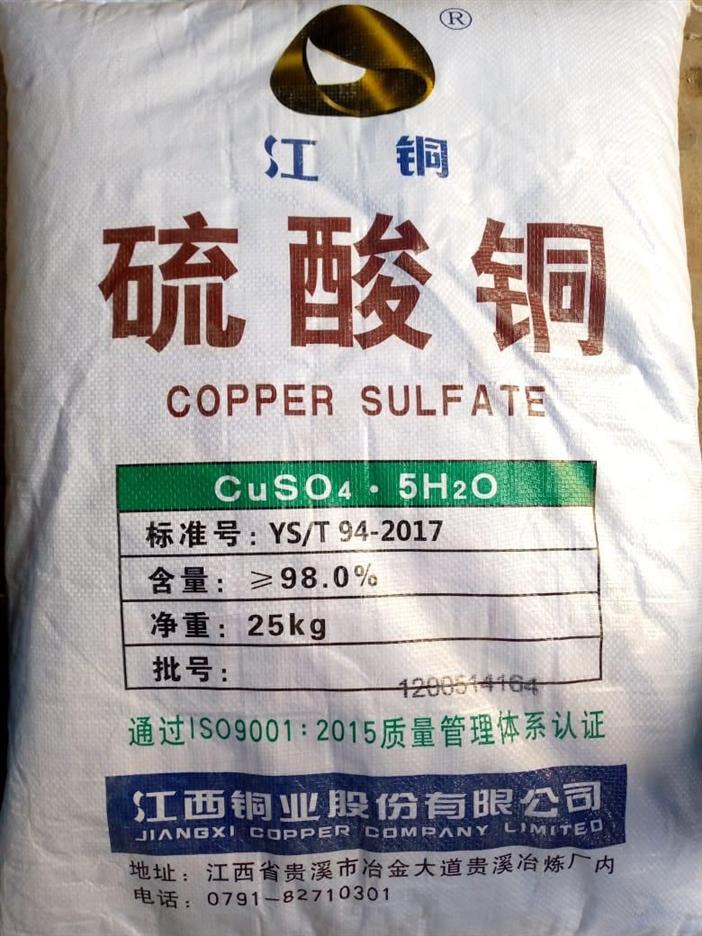 ®
江铜
硫酸铜
COPPER SULFATE
CuSO4·5H2O
标准号：YS/T 94-2017
含量：≥98.0%
净重：25kg
批号：
1200514164
通过ISO9001：2015质量管理体系认证
江西铜业股份有限公司
JIANGXI COPPER COMPANY LIMITED
地址：江西省贵溪市冶金大道贵溪冶炼厂内
电话：0791-82710301